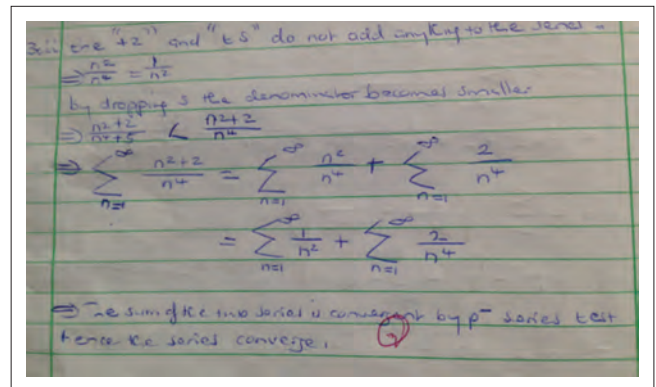 3.iii the "+2" and "+5" do not add anything to the series.
⇒ n²/n⁴ = 1/n²
by dropping 5 the denominator becomes smaller
⇒ n²+2/n⁴+5 < n²+2/n⁴
⇒ ∑_{n=1}^{∞} n²+2/n⁴ = ∑_{n=1}^{∞} n²/n⁴ + ∑_{n=1}^{∞} 2/n⁴
= ∑_{n=1}^{∞} 1/n² + ∑_{n=1}^{∞} 2/n⁴
⇒ The sum of the two series is convergent by p- series test
hence the series converge.